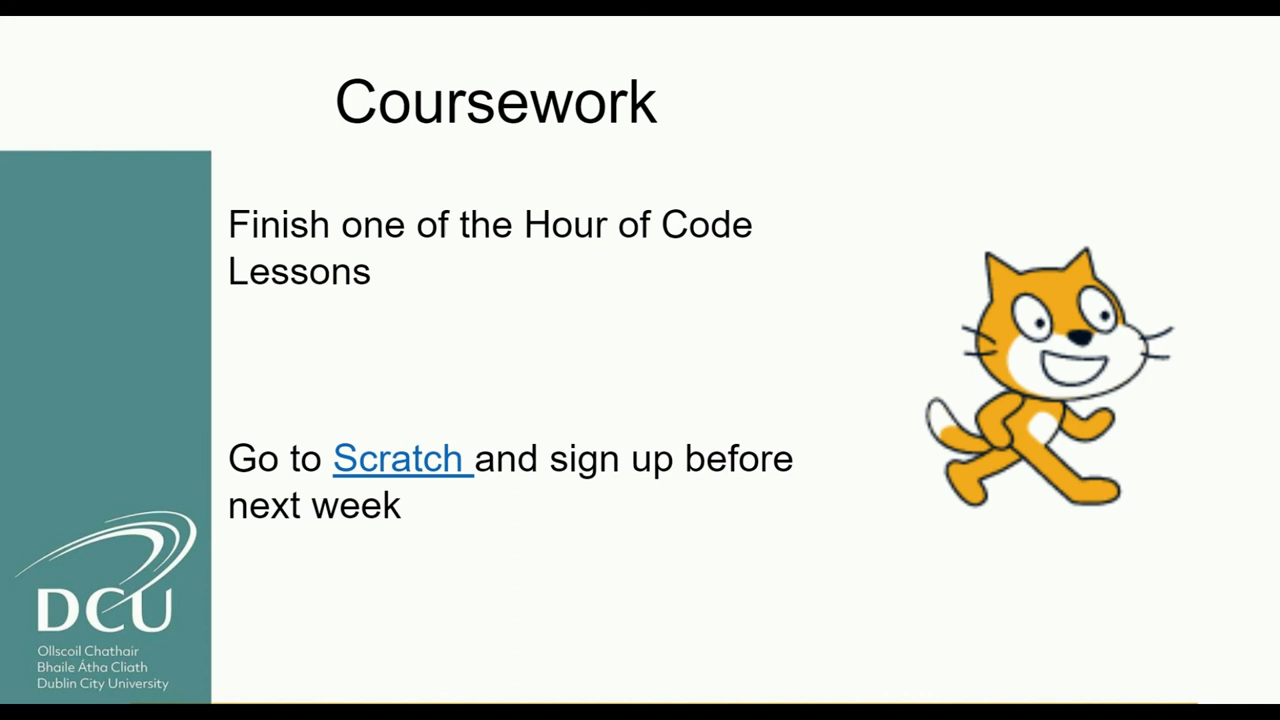 Coursework
Finish one of the Hour of Code
Lessons
Go to Scratch and sign up before
next week
DCU
Ollscoil Chathair
Bhaile Átha Cliath
Dublin City University